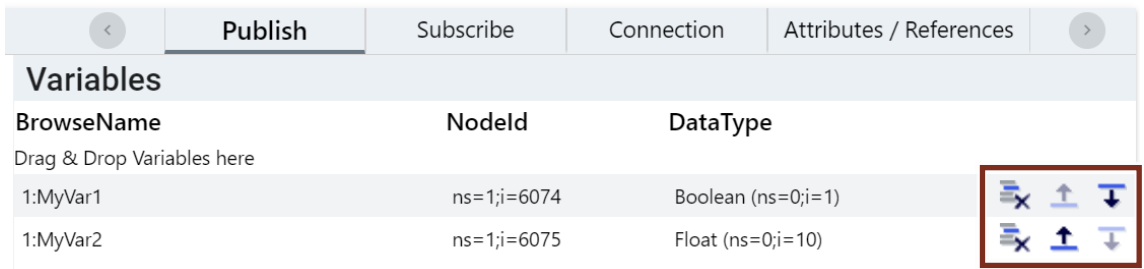 Publish Subscribe Connection Attributes / References
Variables
BrowseName NodeId DataType
Drag & Drop Variables here
1:MyVar1 ns=1;i=6074 Boolean (ns=0;i=1)
1:MyVar2 ns=1;i=6075 Float (ns=0;i=10)